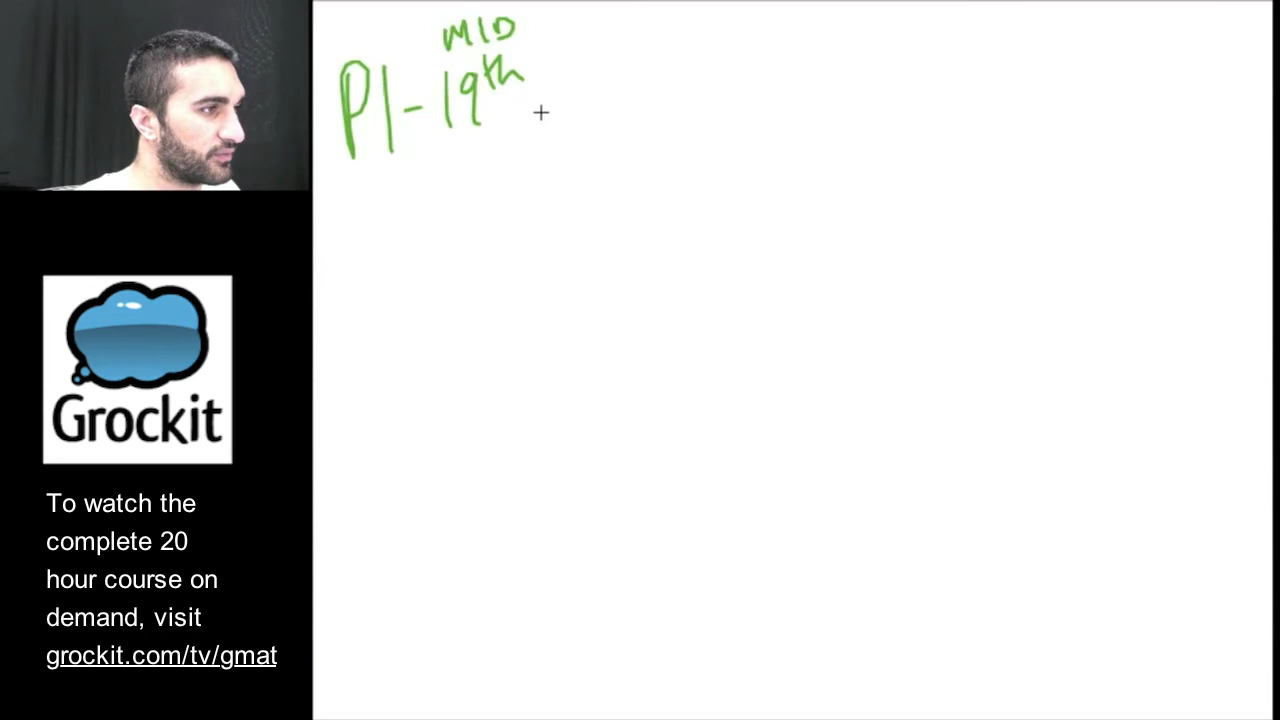 MID
P1-19th
Grockit
To watch the
complete 20
hour course on
demand, visit
grockit.com/tv/gmat